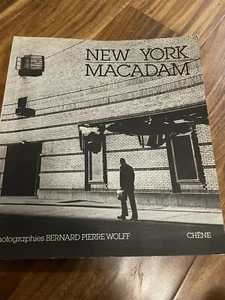 NEW YORK
MACADAM
hotographies BERNARD PIERRE WOLFF
CHÊNE